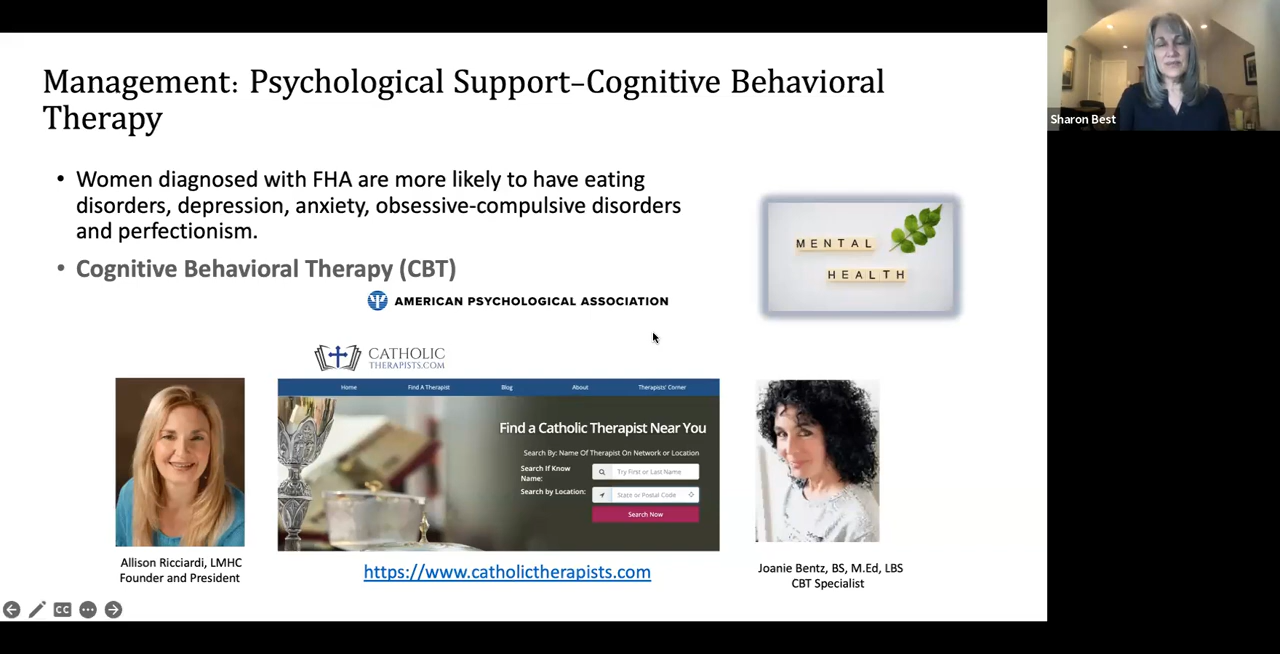 Management: Psychological Support–Cognitive Behavioral
Therapy
Sharon Best
• Women diagnosed with FHA are more likely to have eating
disorders, depression, anxiety, obsessive-compulsive disorders
and perfectionism.
• Cognitive Behavioral Therapy (CBT)
MENTAL
HEALTH
AMERICAN PSYCHOLOGICAL ASSOCIATION
CATHOLIC
THERAPISTS.COM
Home Find A Therapist Blog About Therapists' Corner
Find a Catholic Therapist Near You
Search By: Name Of Therapist On Network or Location
Search If Know
Name:
Try First or Last Name
Search by Location:
State or Postal Code
Search Now
https://www.catholictherapists.com
Allison Ricciardi, LMHC
Founder and President
Joanie Bentz, BS, M.Ed, LBS
CBT Specialist
CC